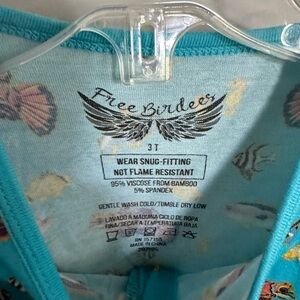 Free Birdees
3T
WEAR SNUG-FITTING
NOT FLAME RESISTANT
95% VISCOSE FROM BAMBOO
5% SPANDEX
GENTLE WASH COLD/TUMBLE DRY LOW
LAVADO A MAQUINA CICLO DE ROPA
FINA/SECAR A TEMPERATURA BAJA
MADE IN CHINA